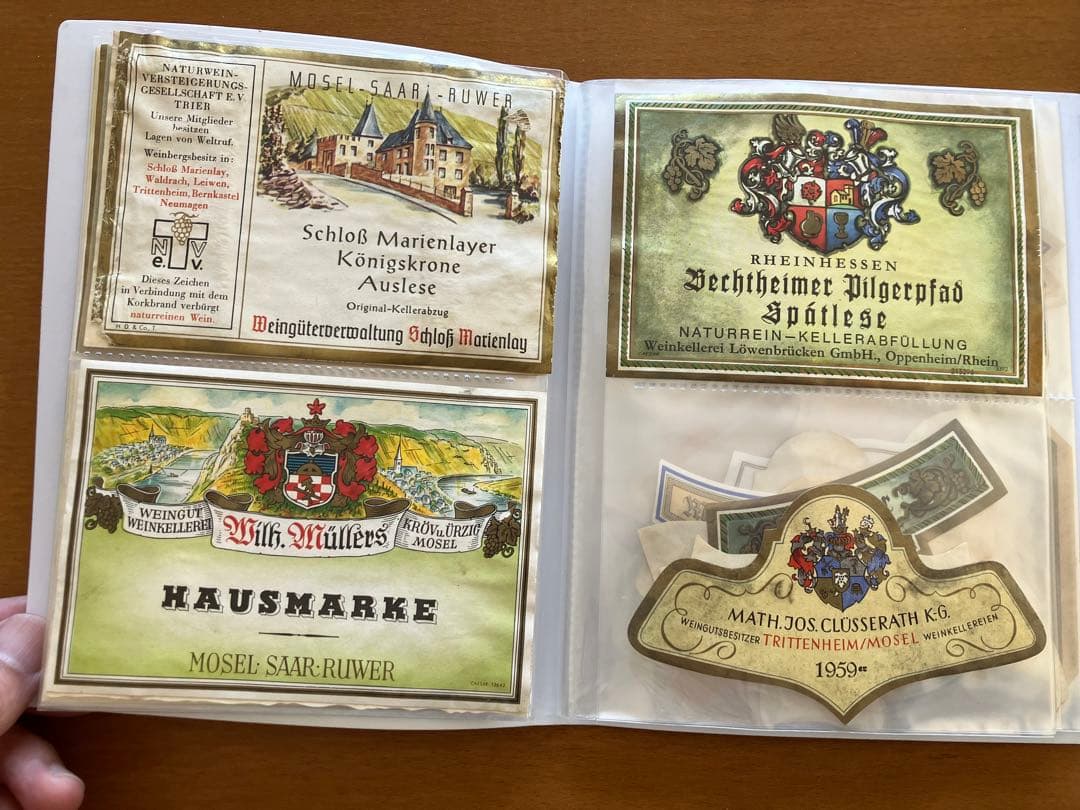 NATURWEIN-
VERSTEIGERUNGS-
GESELLSCHAFT E.V.
TRIER
Unsere Mitglieder
besitzen
Lagen von Weltruf.
Weinbergsbesitz in:
Schloß Marienlay,
Waldrach, Leiwen,
Trittenheim, Bernkastel
Neumagen
N V
e. v.
Dieses Zeichen
in Verbindung mit dem
Korkbrand verbürgt
naturreinen Wein.
H. D. & Co., T.
MOSEL-SAAR-RUWER
Schloß Marienlayer
Königskrone
Auslese
Original-Kellerabzug
Weingüterverwaltung Schloß Marienlay
RHEINHESSEN
Bechtheimer Pilgerpfad
Spätlese
NATURREIN-KELLERABFÜLLUNG
Weinkellerei Löwenbrücken GmbH., Oppenheim/Rhein
WEINGUT
WEINKELLEREI
Wilh. Müllers
KRÖV u. ÜRZIG
MOSEL
HAUSMARKE
MOSEL·SAAR·RUWER
MATH. JOS. CLÜSSERATH K-G.
WEINGUTSBESITZER TRITTENHEIM/MOSEL WEINKELLEREIEN
1959er